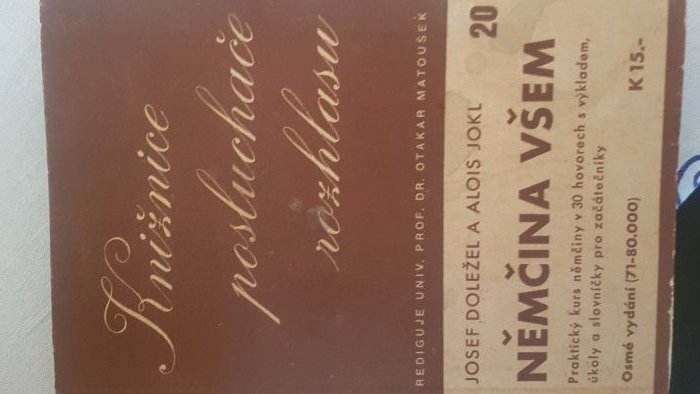 Knižnice
posluchače
rozhlasu
REDIGUJE UNIV. PROF. DR. OTAKAR MATOUŠEK
JOSEF DOLEŽEL A ALOIS JOKL 20
NĚMČINA VŠEM
Praktický kurs němčiny v 30 hovorech s výkladem,
úkoly a slovníčky pro začátečníky
Osmé vydání (71-80.000) K 15.–